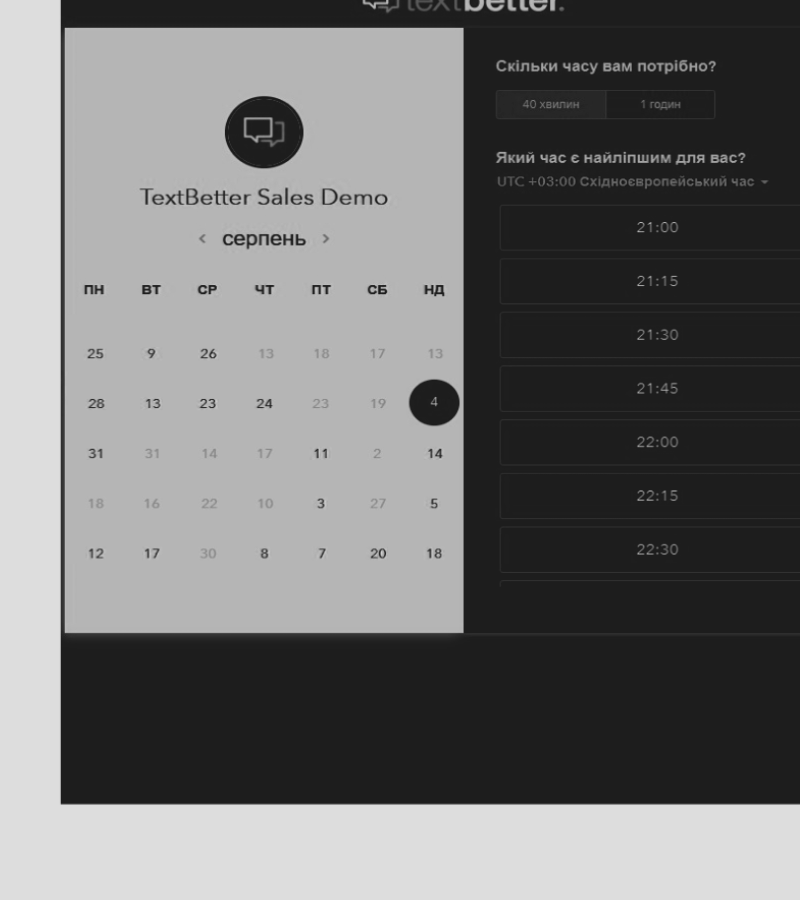 textbetter.
TextBetter Sales Demo
‹ серпень ›
ПН ВТ СР ЧТ ПТ СБ НД
25 9 26 13 18 17 13
28 13 23 24 23 19 4
31 31 14 17 11 2 14
18 16 22 10 3 27 5
12 17 30 8 7 20 18
Скільки часу вам потрібно?
40 хвилин 1 годин
Який час є найліпшим для вас?
UTC +03:00 Східноєвропейський час
21:00
21:15
21:30
21:45
22:00
22:15
22:30